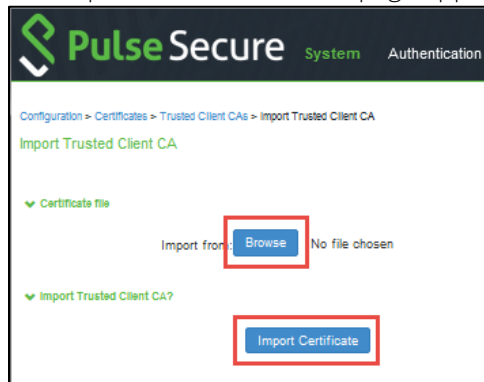 Pulse Secure System Authentication
Configuration > Certificates > Trusted Client CAs > Import Trusted Client CA
Import Trusted Client CA
Certificate file
Import from: Browse No file chosen
Import Trusted Client CA?
Import Certificate